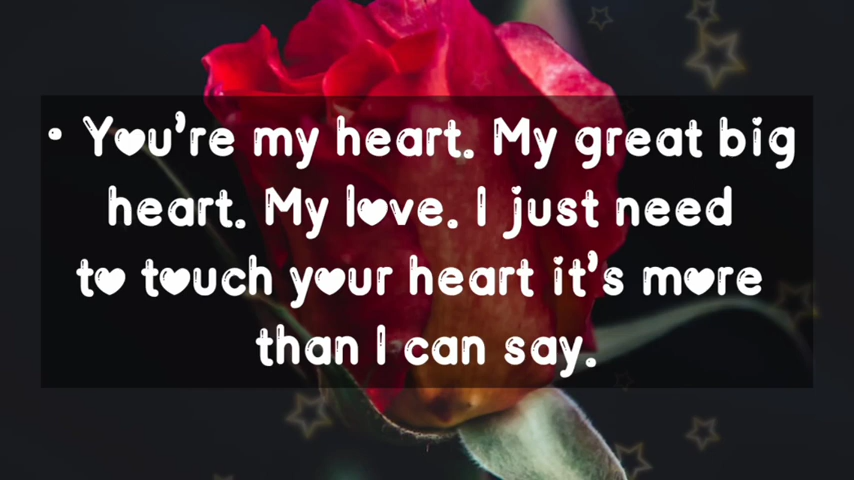 • You're my heart. My great big
heart. My love. I just need
to touch your heart it's more
than I can say.